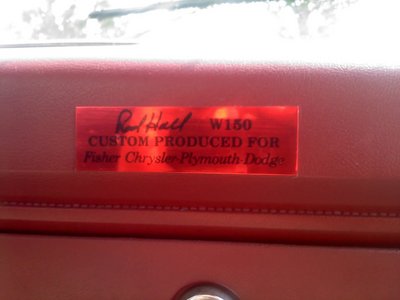 Rod Hall W150
CUSTOM PRODUCED FOR
Fisher Chrysler-Plymouth-Dodge